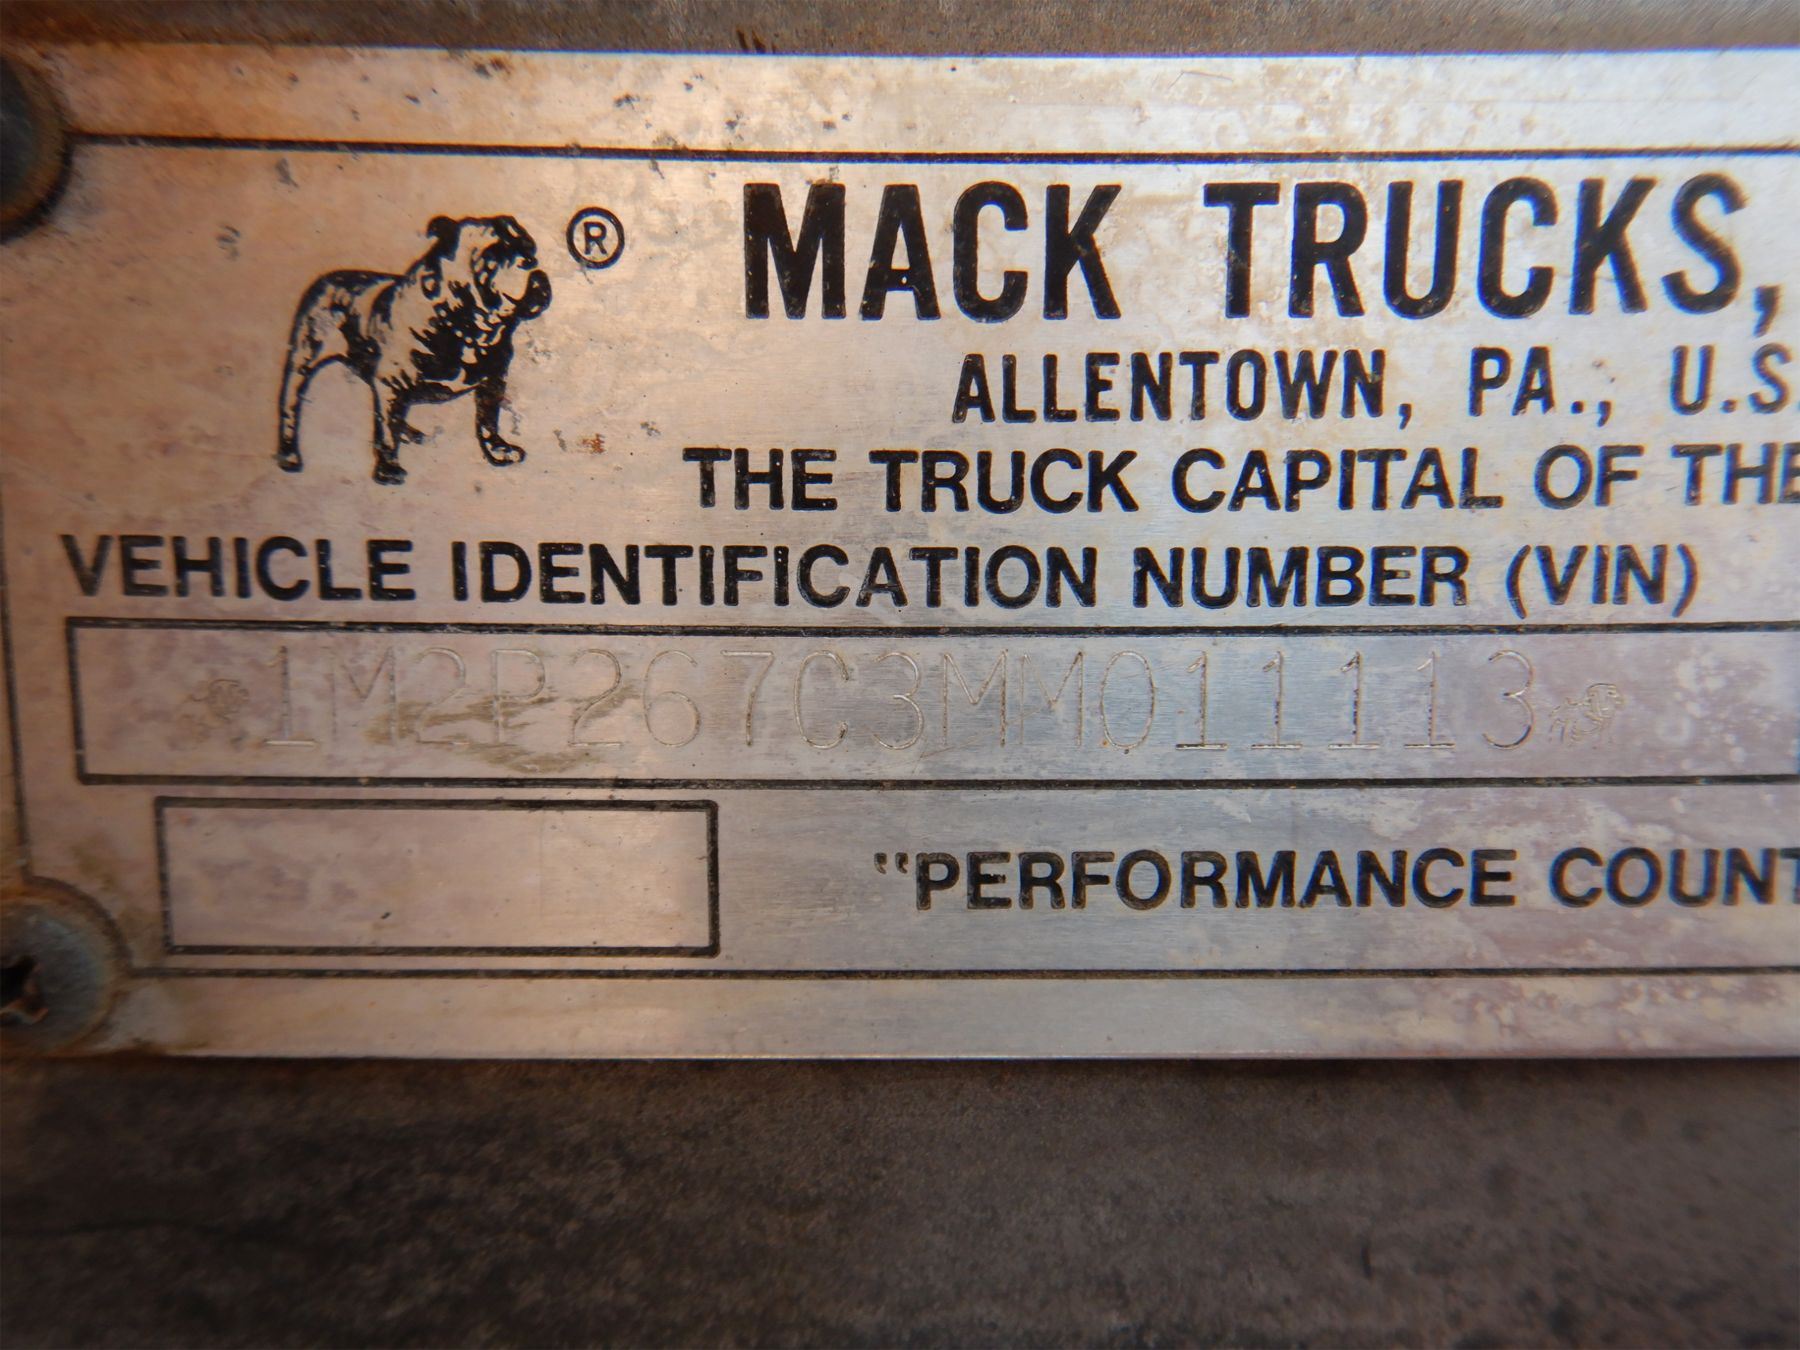 ®
MACK TRUCKS,
ALLENTOWN, PA., U.S.
THE TRUCK CAPITAL OF THE
VEHICLE IDENTIFICATION NUMBER (VIN)
1M2P267C3MM011113
"PERFORMANCE COUNT